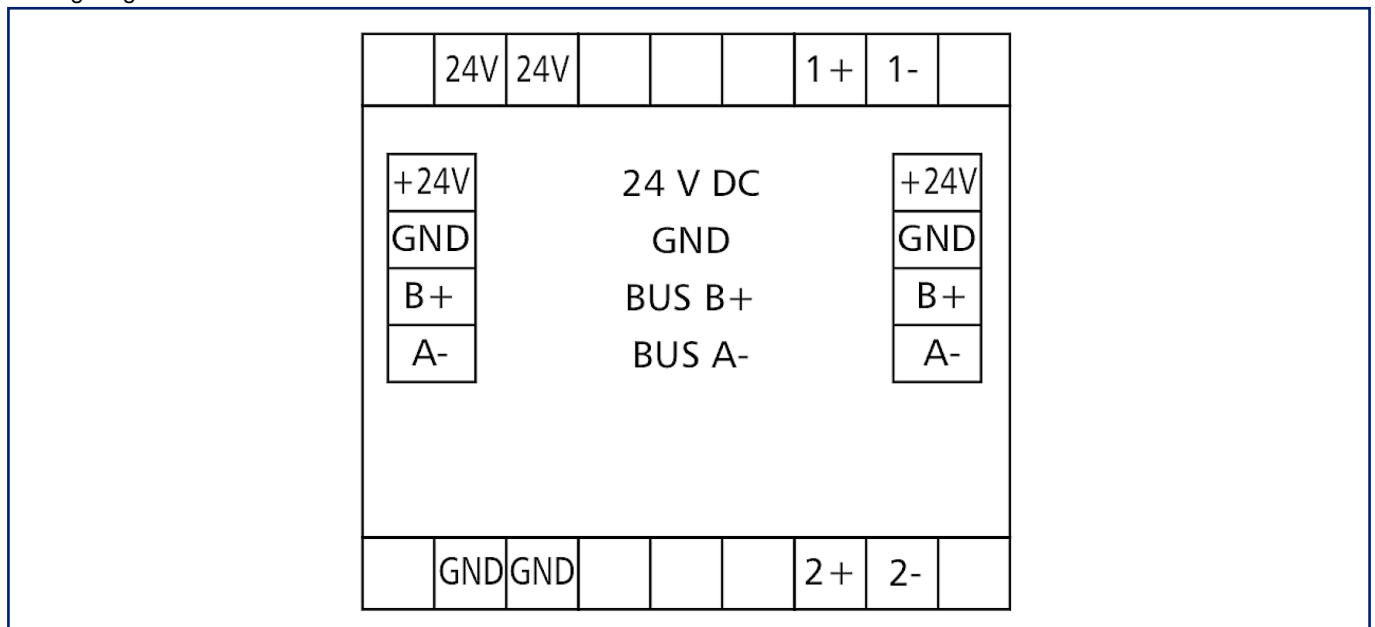 24V 24V 1+ 1-
+24V 24 V DC +24V
GND GND GND
B+ BUS B+ B+
A- BUS A- A-
GND GND 2+ 2-